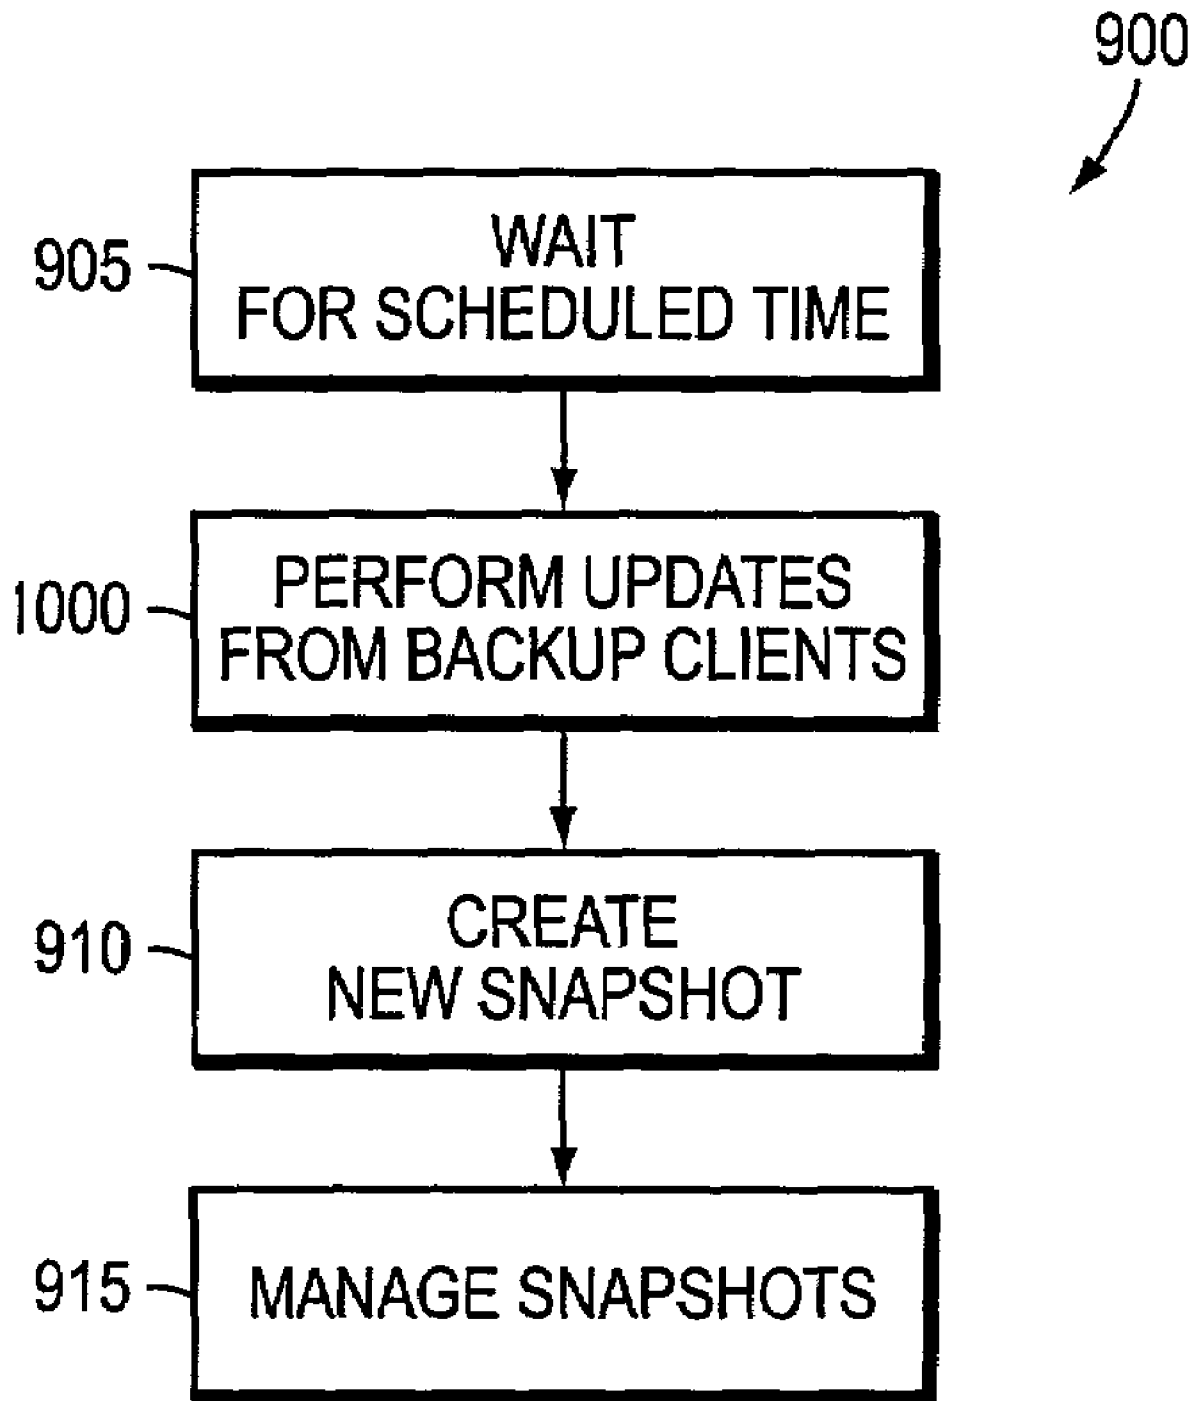 900
905
WAIT
FOR SCHEDULED TIME
1000
PERFORM UPDATES
FROM BACKUP CLIENTS
910
CREATE
NEW SNAPSHOT
915
MANAGE SNAPSHOTS